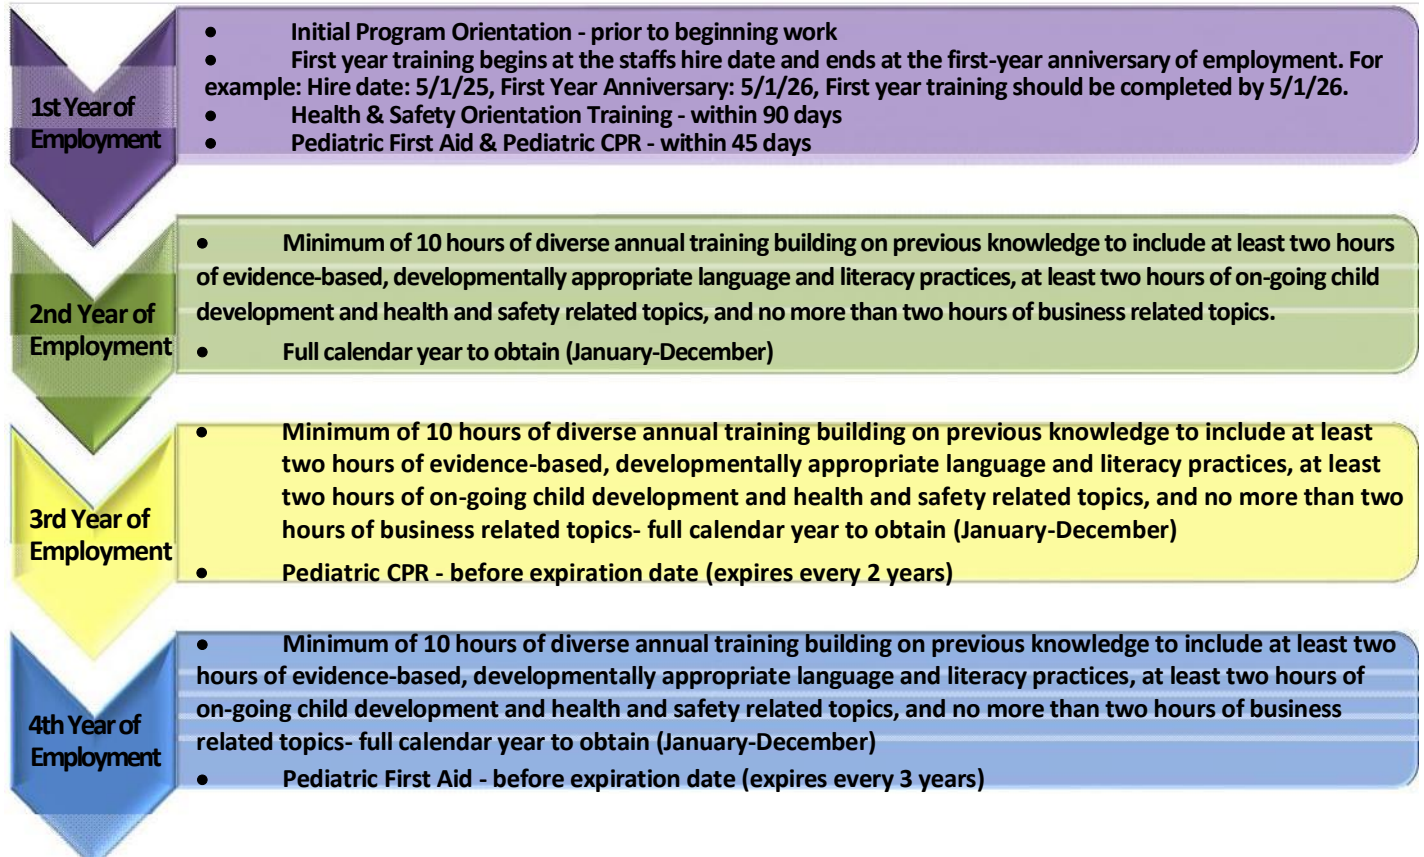 1st Year of
Employment
• Initial Program Orientation - prior to beginning work
• First year training begins at the staffs hire date and ends at the first-year anniversary of employment. For
example: Hire date: 5/1/25, First Year Anniversary: 5/1/26, First year training should be completed by 5/1/26.
• Health & Safety Orientation Training - within 90 days
• Pediatric First Aid & Pediatric CPR - within 45 days
2nd Year of
Employment
• Minimum of 10 hours of diverse annual training building on previous knowledge to include at least two hours
of evidence-based, developmentally appropriate language and literacy practices, at least two hours of on-going child
development and health and safety related topics, and no more than two hours of business related topics.
• Full calendar year to obtain (January-December)
3rd Year of
Employment
• Minimum of 10 hours of diverse annual training building on previous knowledge to include at least
two hours of evidence-based, developmentally appropriate language and literacy practices, at least
two hours of on-going child development and health and safety related topics, and no more than two
hours of business related topics- full calendar year to obtain (January-December)
• Pediatric CPR - before expiration date (expires every 2 years)
4th Year of
Employment
• Minimum of 10 hours of diverse annual training building on previous knowledge to include at least two
hours of evidence-based, developmentally appropriate language and literacy practices, at least two hours of
on-going child development and health and safety related topics, and no more than two hours of business
related topics- full calendar year to obtain (January-December)
• Pediatric First Aid - before expiration date (expires every 3 years)